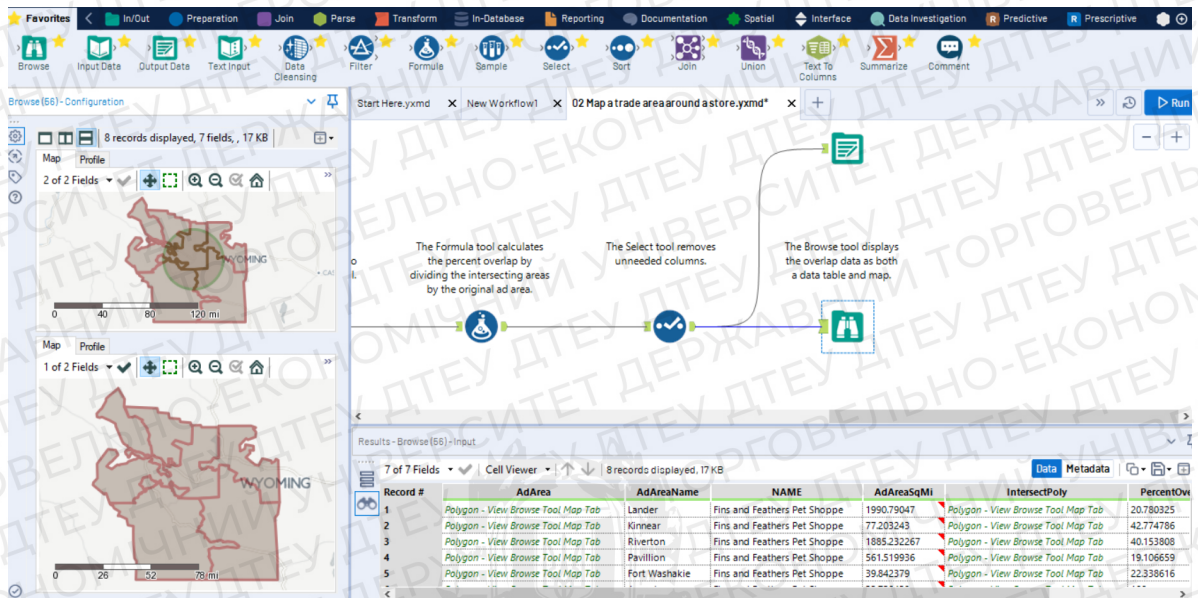 Favorites In/Out Preparation Join Parse Transform In-Database Reporting Documentation Spatial Interface Data Investigation Predictive Prescriptive
Browse Input Data Output Data Text Input Data Cleansing Filter Formula Sample Select Sort Join Union Text To Columns Summarize Comment
Browse (56) - Configuration
Start Here.yxmd New Workflow1 02 Map a trade area around a store.yxmd* Run
8 records displayed, 7 fields, , 17 KB
Map Profile
2 of 2 Fields
WYOMING
0 40 80 120 mi
Map Profile
1 of 2 Fields
WYOMING
0 26 52 78 mi
The Formula tool calculates
the percent overlap by
dividing the intersecting areas
by the original ad area.
The Select tool removes
unneeded columns.
The Browse tool displays
the overlap data as both
a data table and map.
Results - Browse (56) - Input
7 of 7 Fields Cell Viewer 8 records displayed, 17 KB Data Metadata
Record # AdArea AdAreaName NAME AdAreaSqMi IntersectPoly PercentOve
1 Polygon - View Browse Tool Map Tab Lander Fins and Feathers Pet Shoppe 1990.79047 Polygon - View Browse Tool Map Tab 20.780325
2 Polygon - View Browse Tool Map Tab Kinnear Fins and Feathers Pet Shoppe 77.203243 Polygon - View Browse Tool Map Tab 42.774786
3 Polygon - View Browse Tool Map Tab Riverton Fins and Feathers Pet Shoppe 1885.232267 Polygon - View Browse Tool Map Tab 40.153808
4 Polygon - View Browse Tool Map Tab Pavillion Fins and Feathers Pet Shoppe 561.519936 Polygon - View Browse Tool Map Tab 19.106659
5 Polygon - View Browse Tool Map Tab Fort Washakie Fins and Feathers Pet Shoppe 39.842379 Polygon - View Browse Tool Map Tab 22.338616